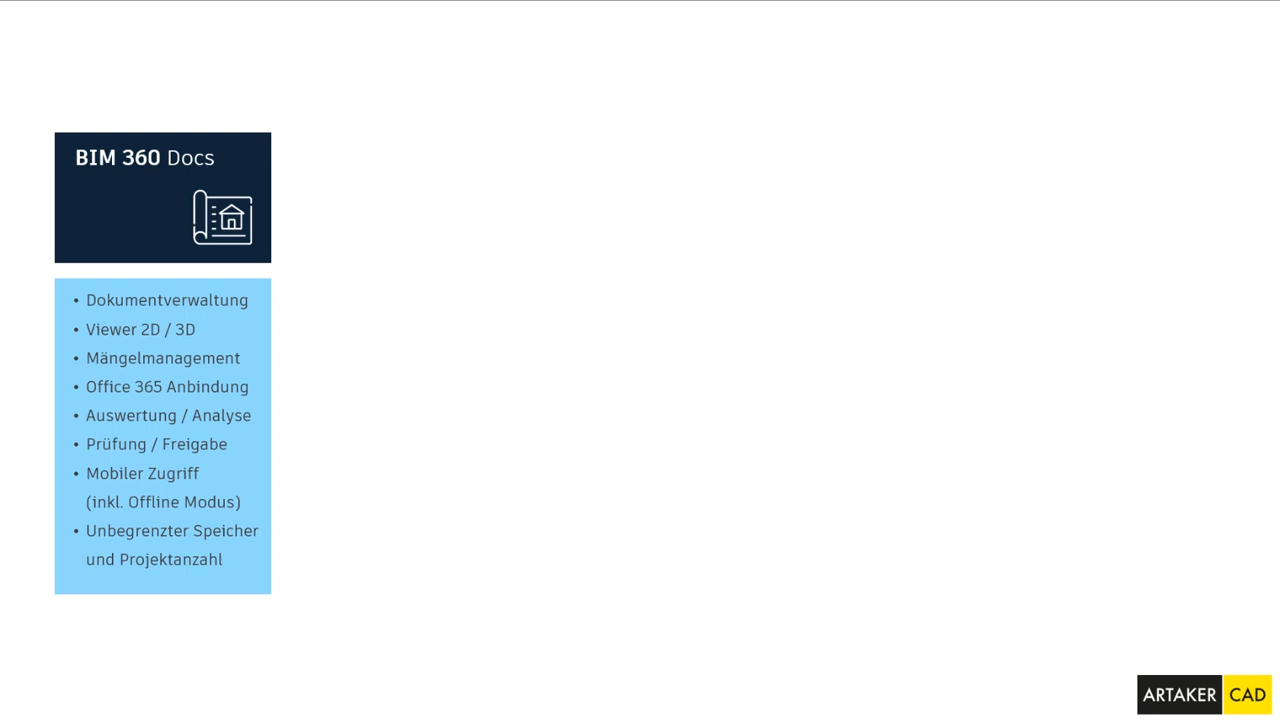 BIM 360 Docs
• Dokumentverwaltung
• Viewer 2D / 3D
• Mängelmanagement
• Office 365 Anbindung
• Auswertung / Analyse
• Prüfung / Freigabe
• Mobiler Zugriff
(inkl. Offline Modus)
• Unbegrenzter Speicher
und Projektanzahl
ARTAKER CAD